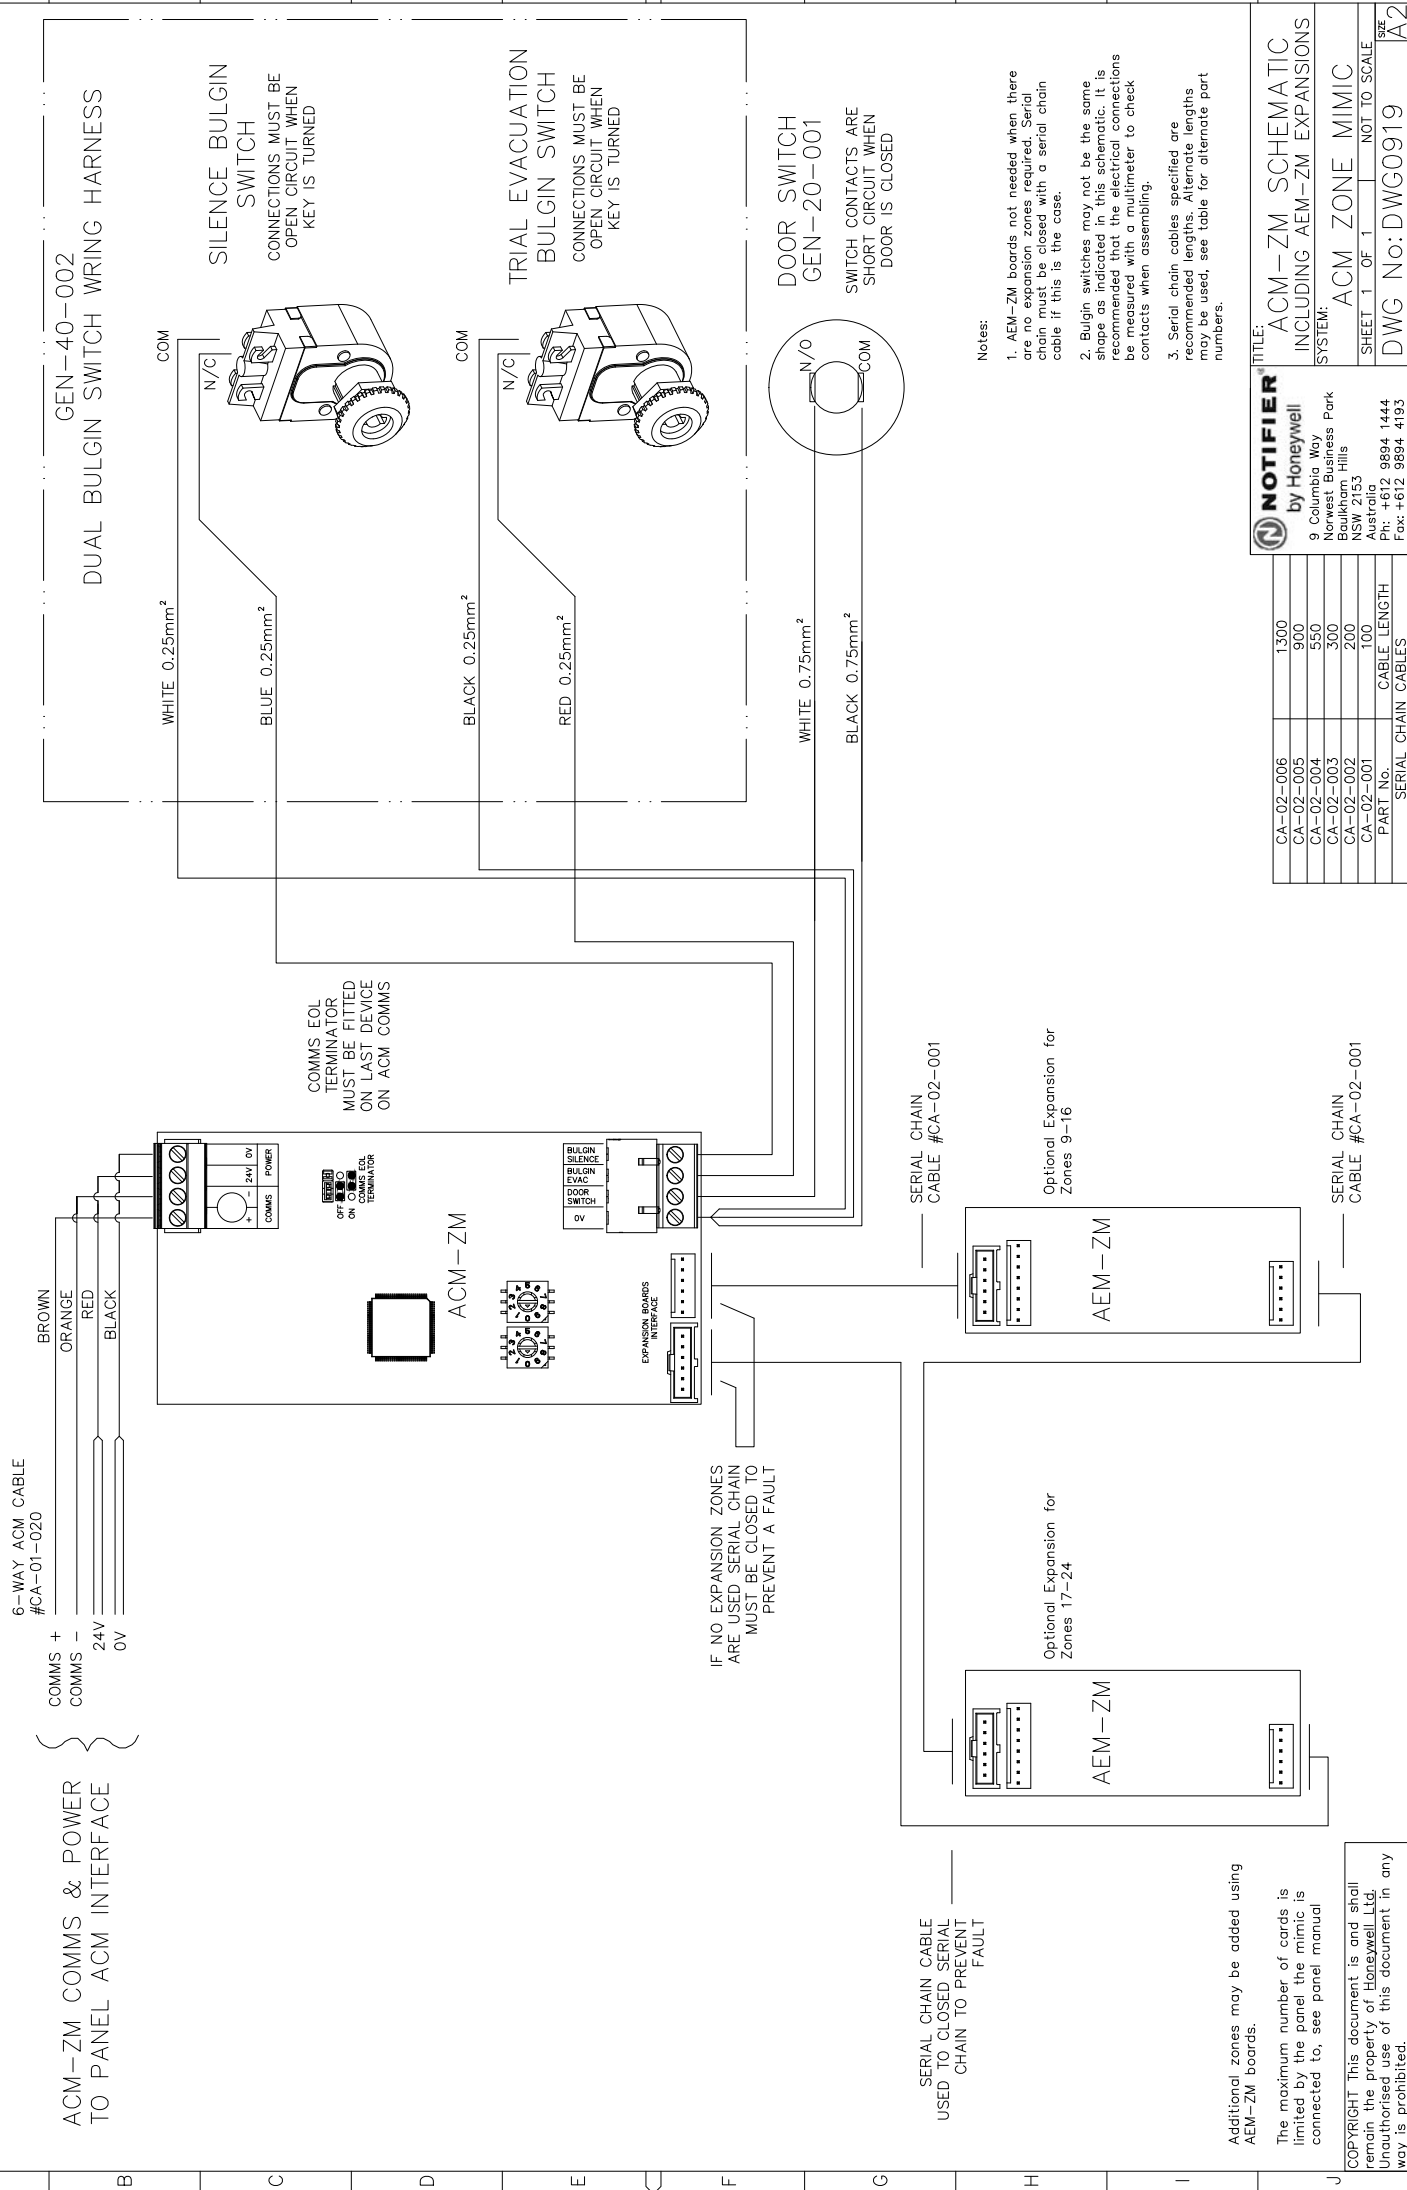 GEN-40-002
DUAL BULGIN SWITCH WRING HARNESS
SILENCE BULGIN
SWITCH
CONNECTIONS MUST BE
OPEN CIRCUIT WHEN
KEY IS TURNED
COM
N/C
WHITE 0.25mm²
BLUE 0.25mm²
TRIAL EVACUATION
BULGIN SWITCH
CONNECTIONS MUST BE
OPEN CIRCUIT WHEN
KEY IS TURNED
COM
N/C
BLACK 0.25mm²
RED 0.25mm²
DOOR SWITCH
GEN-20-001
SWITCH CONTACTS ARE
SHORT CIRCUIT WHEN
DOOR IS CLOSED
N/O
COM
WHITE 0.75mm²
BLACK 0.75mm²
6-WAY ACM CABLE
#CA-01-020
COMMS +
COMMS -
24V
0V
BROWN
ORANGE
RED
BLACK
ACM-ZM COMMS & POWER
TO PANEL ACM INTERFACE
COMMS EOL
TERMINATOR
MUST BE FITTED
ON LAST DEVICE
ON ACM COMMS
+ - 24V 0V
COMMS POWER
OFF
ON
COMMS EOL
TERMINATOR
ACM-ZM
BULGIN
SILENCE
BULGIN
EVAC
DOOR
SWITCH
0V
EXPANSION BOARDS
INTERFACE
IF NO EXPANSION ZONES
ARE USED SERIAL CHAIN
MUST BE CLOSED TO
PREVENT A FAULT
SERIAL CHAIN
CABLE #CA-02-001
Optional Expansion for
Zones 9-16
AEM-ZM
SERIAL CHAIN
CABLE #CA-02-001
Optional Expansion for
Zones 17-24
AEM-ZM
SERIAL CHAIN CABLE
USED TO CLOSED SERIAL
CHAIN TO PREVENT
FAULT
Additional zones may be added using
AEM-ZM boards.
The maximum number of cards is
limited by the panel the mimic is
connected to, see panel manual
COPYRIGHT This document is and shall
remain the property of Honeywell Ltd.
Unauthorised use of this document in any
way is prohibited.
Notes:
1. AEM-ZM boards not needed when there
are no expansion zones required. Serial
chain must be closed with a serial chain
cable if this is the case.
2. Bulgin switches may not be the same
shape as indicated in this schematic. It is
recommended that the electrical connections
be measured with a multimeter to check
contacts when assembling.
3. Serial chain cables specified are
recommended lengths. Alternate lengths
may be used, see table for alternate part
numbers.
CA-02-006 1300
CA-02-005 900
CA-02-004 550
CA-02-003 300
CA-02-002 200
CA-02-001 100
PART No. CABLE LENGTH
SERIAL CHAIN CABLES
N NOTIFIER®
by Honeywell
9 Columbia Way
Norwest Business Park
Baulkham Hills
NSW 2153
Australia
Ph: +612 9894 1444
Fax: +612 9894 4193
TITLE:
ACM-ZM SCHEMATIC
INCLUDING AEM-ZM EXPANSIONS
SYSTEM:
ACM ZONE MIMIC
SHEET 1 OF 1 NOT TO SCALE
DWG No: DWG0919
SIZE
A2
B
C
D
E
F
G
H
I
J